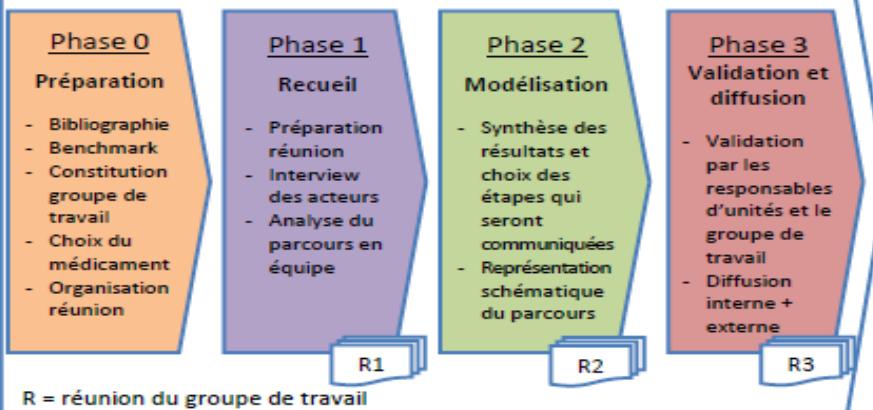 Phase 0
Préparation
- Bibliographie
- Benchmark
- Constitution
groupe de
travail
- Choix du
médicament
- Organisation
réunion
Phase 1
Recueil
- Préparation
réunion
- Interview
des acteurs
- Analyse du
parcours en
équipe
R1
Phase 2
Modélisation
- Synthèse des
résultats et
choix des
étapes qui
seront
communiquées
- Représentation
schématique
du parcours
R2
Phase 3
Validation et
diffusion
- Validation
par les
responsables
d'unités et le
groupe de
travail
- Diffusion
interne +
externe
R3
R = réunion du groupe de travail